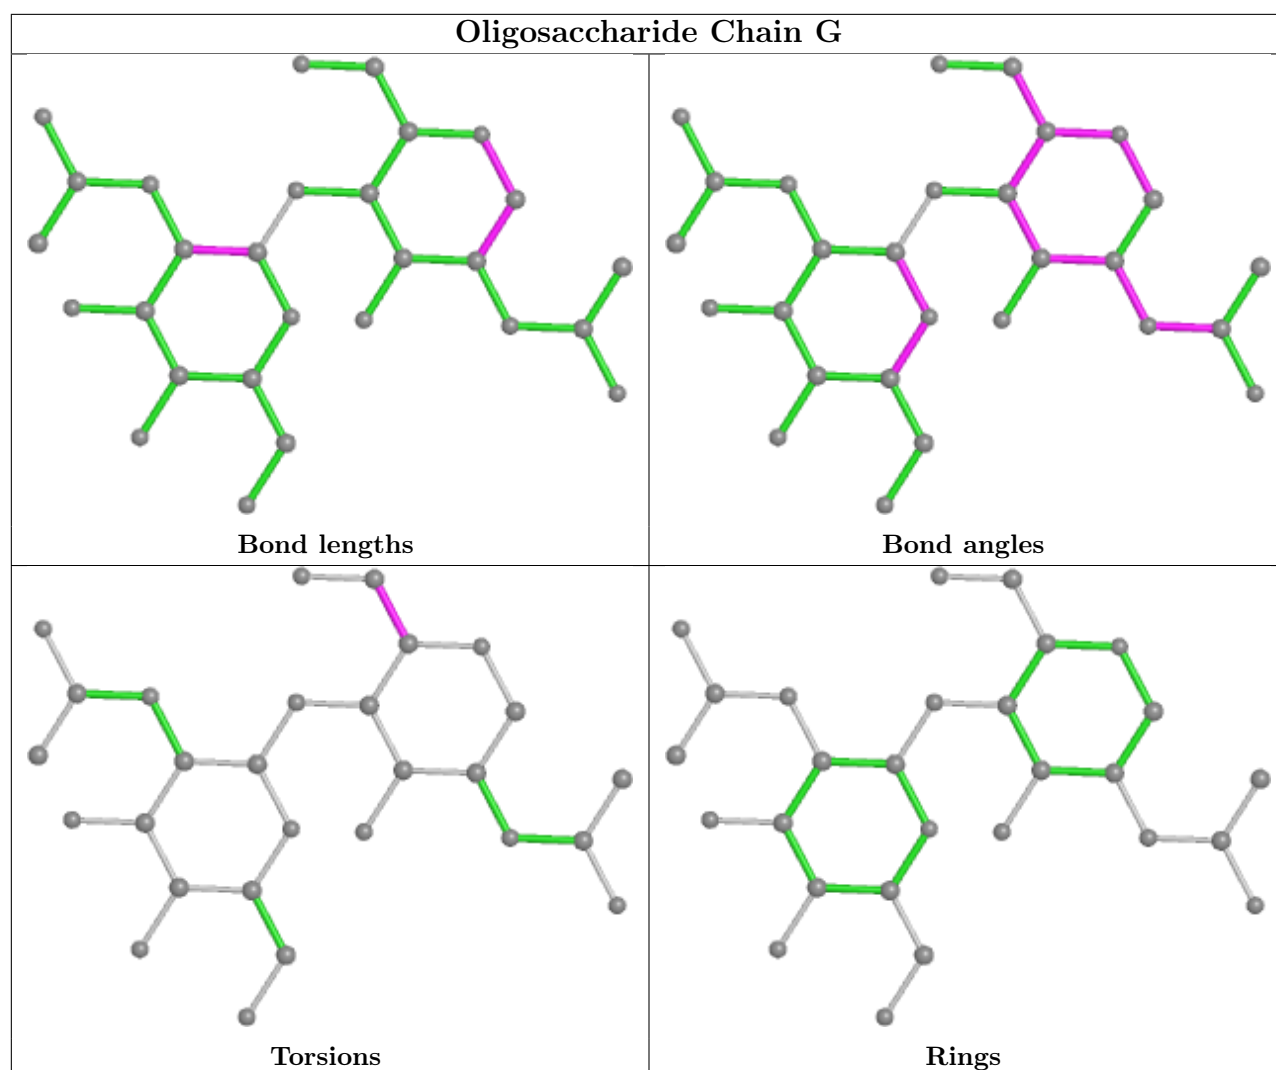 Oligosaccharide Chain G
Bond lengths
Bond angles
Torsions
Rings